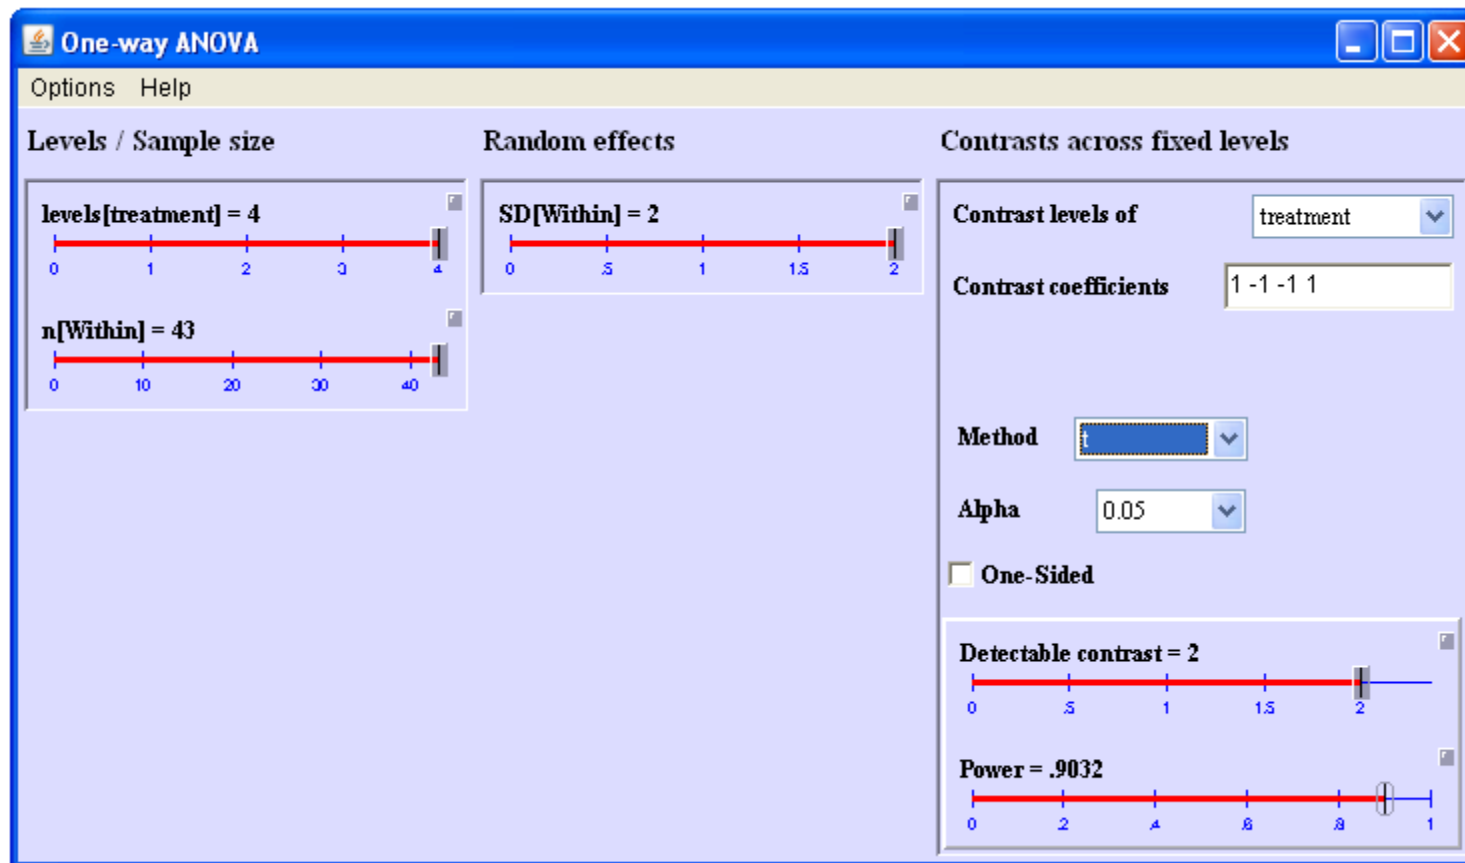 One-way ANOVA
Options Help
Levels / Sample size
levels[treatment] = 4
0 1 2 3 4
n[Within] = 43
0 10 20 30 40
Random effects
SD[Within] = 2
0 .5 1 1.5 2
Contrasts across fixed levels
Contrast levels of treatment
Contrast coefficients 1 -1 -1 1
Method t
Alpha 0.05
One-Sided
Detectable contrast = 2
0 .5 1 1.5 2
Power = .9032
0 .2 .4 .6 .8 1